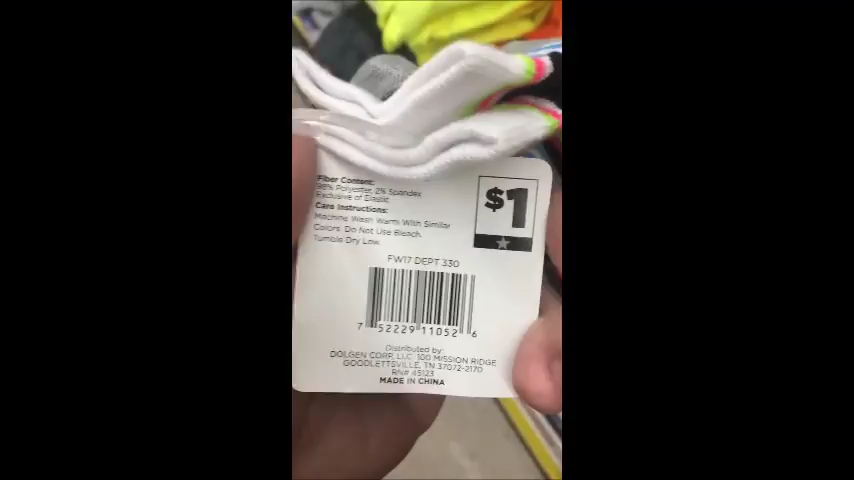 Fiber Content:
98% Polyester, 2% Spandex
Exclusive of Elastic
Care Instructions:
Machine Wash Warm With Similar
Colors. Do Not Use Bleach.
Tumble Dry Low.
$1
FW17 DEPT 330
7 52229 11052 6
Distributed by:
DOLGEN CORP, LLC 100 MISSION RIDGE
GOODLETTSVILLE, TN 37072-2170
RN# 45123
MADE IN CHINA